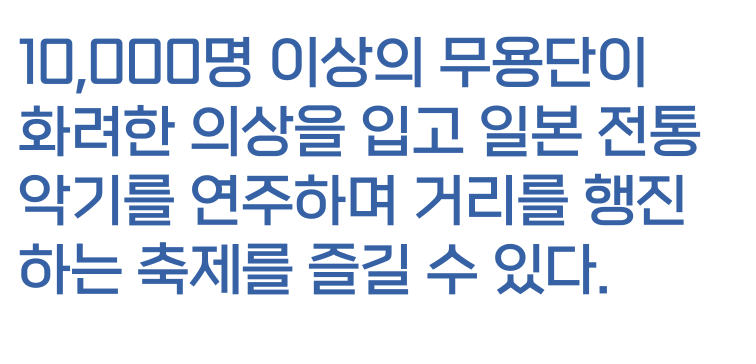 10,000명 이상의 무용단이
화려한 의상을 입고 일본 전통
악기를 연주하며 거리를 행진
하는 축제를 즐길 수 있다.